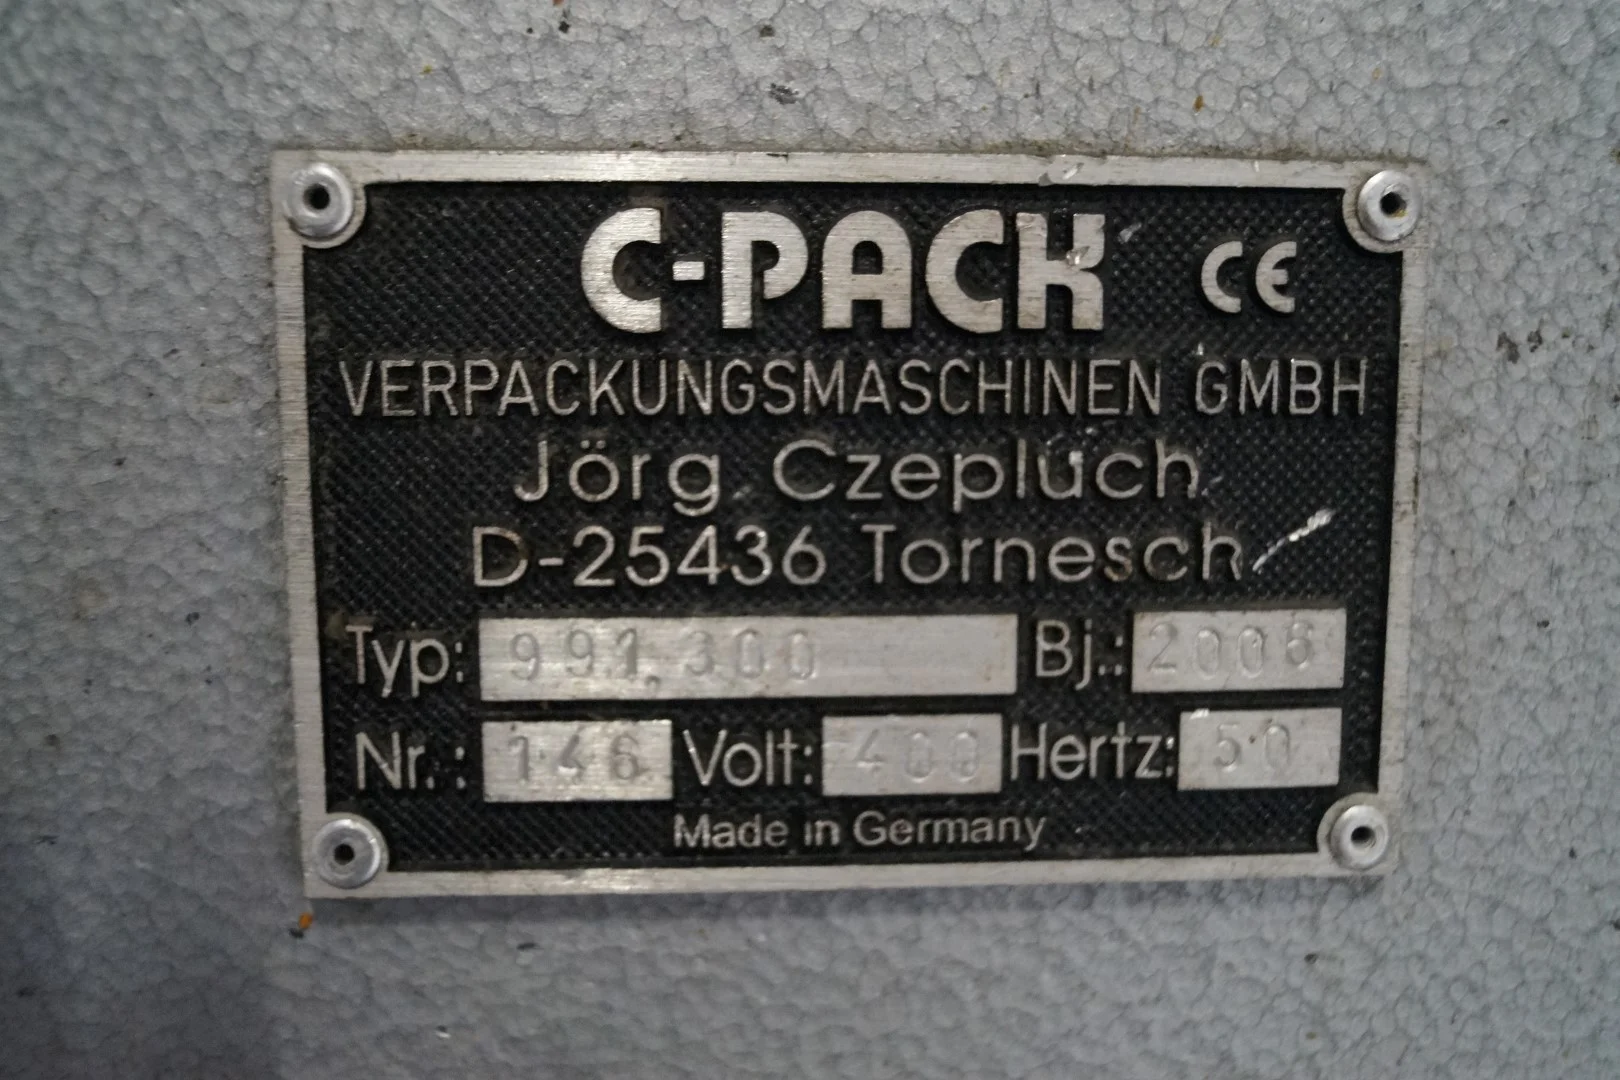 C-PACK CE
VERPACKUNGSMASCHINEN GMBH
Jörg Czepluch
D-25436 Tornesch
Typ: 991.300 Bj.: 2006
Nr.: 146 Volt: 400 Hertz: 50
Made in Germany